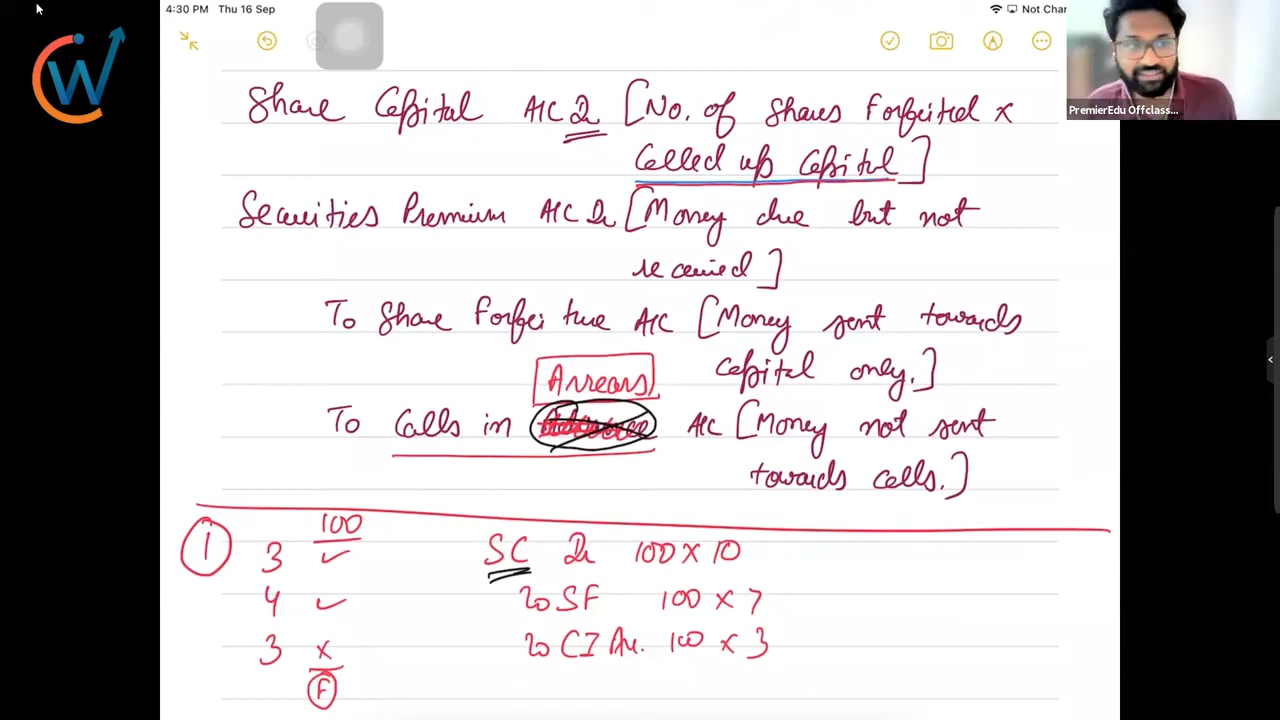 4:30 PM Thu 16 Sep
Not Char
CW
PremierEdu Offclass...
Share Capital A/C Dr [No. of Shares Forfeited x
Called up Capital]
Securities Premium A/C Dr [Money due but not
received]
To Share Forfeiture A/C [Money sent towards
Capital only.]
Arrears
To Calls in A/C [Money not sent
towards calls.]
1
100
3 ✓ SC Dr 100 x 10
4 ✓ To SF 100 x 7
3 x To CI Ar. 100 x 3
F